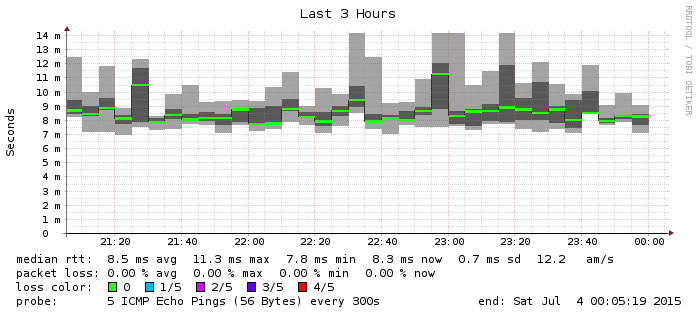 Last 3 Hours
RRDTOOL / TOBI OETIKER
Seconds
14 m
13 m
12 m
11 m
10 m
9 m
8 m
7 m
6 m
5 m
4 m
3 m
2 m
1 m
0
21:20 21:40 22:00 22:20 22:40 23:00 23:20 23:40 00:00
median rtt: 8.5 ms avg 11.3 ms max 7.8 ms min 8.3 ms now 0.7 ms sd 12.2 am/s
packet loss: 0.00 % avg 0.00 % max 0.00 % min 0.00 % now
loss color: 0 1/5 2/5 3/5 4/5
probe: 5 ICMP Echo Pings (56 Bytes) every 300s end: Sat Jul 4 00:05:19 2015